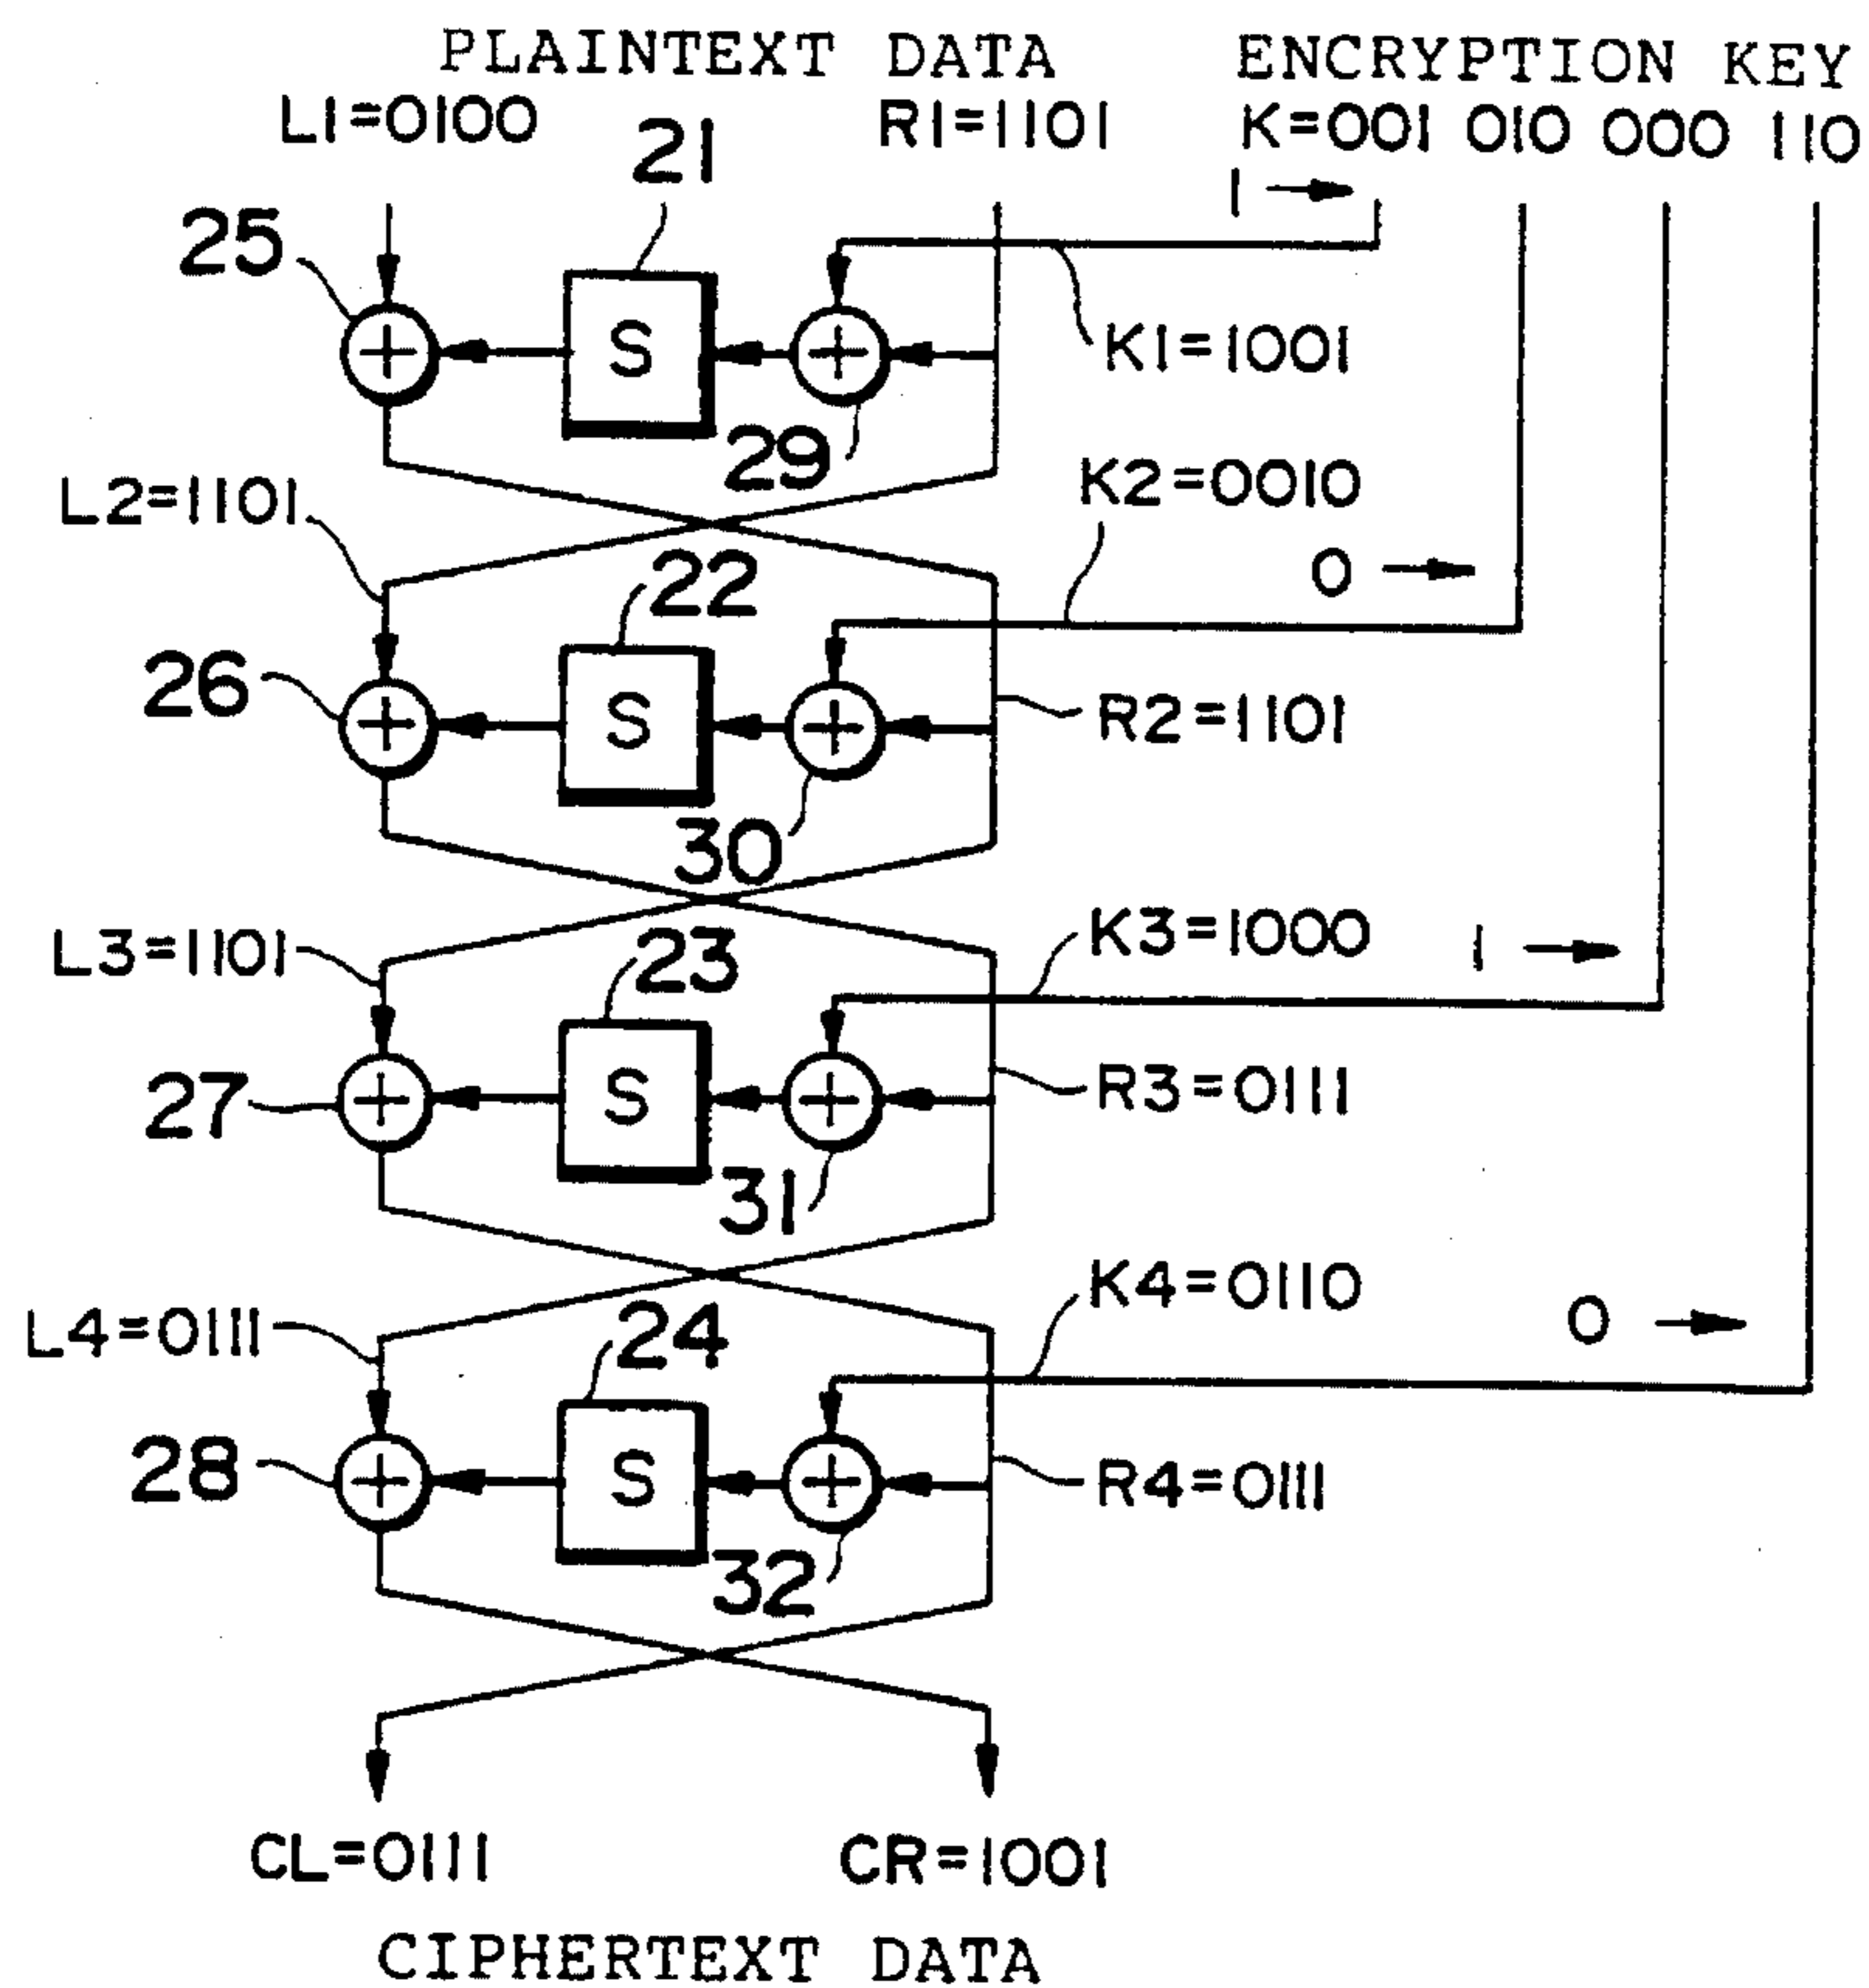 PLAINTEXT DATA
ENCRYPTION KEY
L1=0100
R1=1101
K=001 010 000 110
21
1
25
S
K1=1001
29
K2=0010
L2=1101
22
0
26
S
R2=1101
30
K3=1000
1
L3=1101
23
27
S
R3=0111
31
K4=0110
0
L4=0111
24
28
S
R4=0111
32
CL=0111
CR=1001
CIPHERTEXT DATA